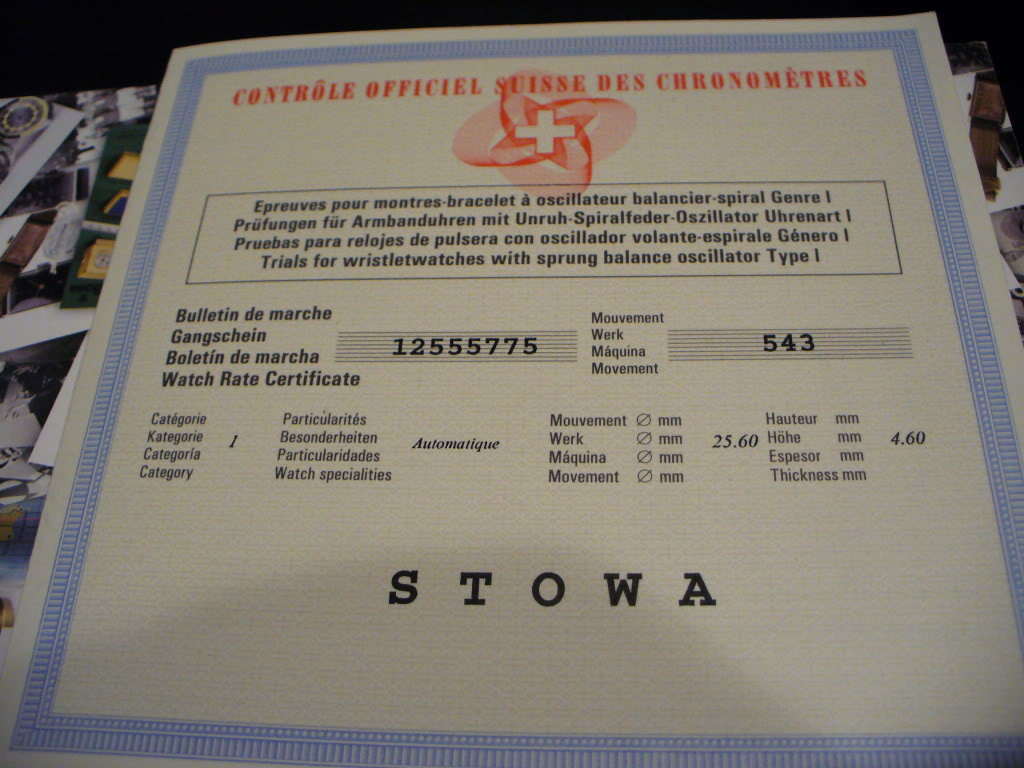 CONTRÔLE OFFICIEL SUISSE DES CHRONOMÈTRES
Epreuves pour montres-bracelet à oscillateur balancier-spiral Genre I
Prüfungen für Armbanduhren mit Unruh-Spiralfeder-Oszillator Uhrenart I
Pruebas para relojes de pulsera con oscillador volante-espirale Género I
Trials for wristletwatches with sprung balance oscillator Type I
Bulletin de marche
Gangschein
Boletín de marcha
Watch Rate Certificate
12555775
Mouvement
Werk
Máquina
Movement
543
Catégorie
Kategorie
Categoría
Category
1
Particularités
Besonderheiten
Particularidades
Watch specialities
Automatique
Mouvement ∅ mm
Werk ∅ mm
Máquina ∅ mm
Movement ∅ mm
25.60
Hauteur mm
Höhe mm
Espesor mm
Thickness mm
4.60
STOWA